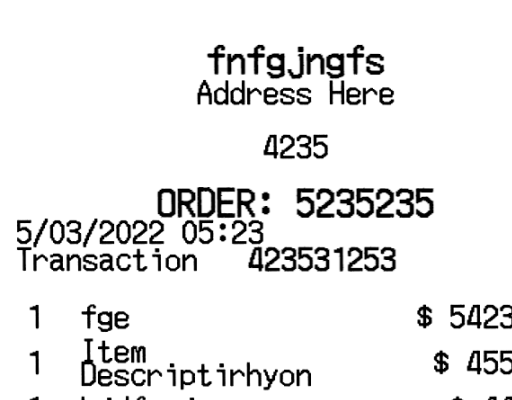 fnfgjngfs
Address Here
4235
ORDER: 5235235
5/03/2022 05:23
Transaction 423531253
1 fge $ 5423
1 Item Descriptirhyon $ 455